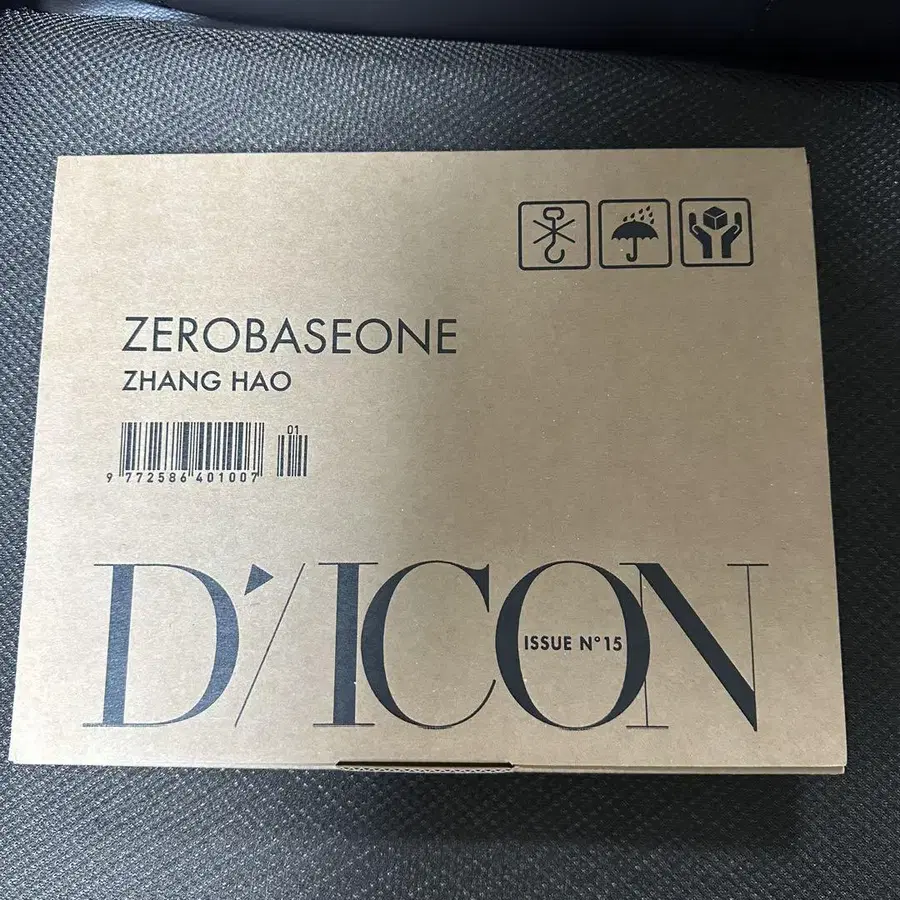 ZEROBASEONE
ZHANG HAO
01
9 772586 401007
D'/ICON
ISSUE N°15